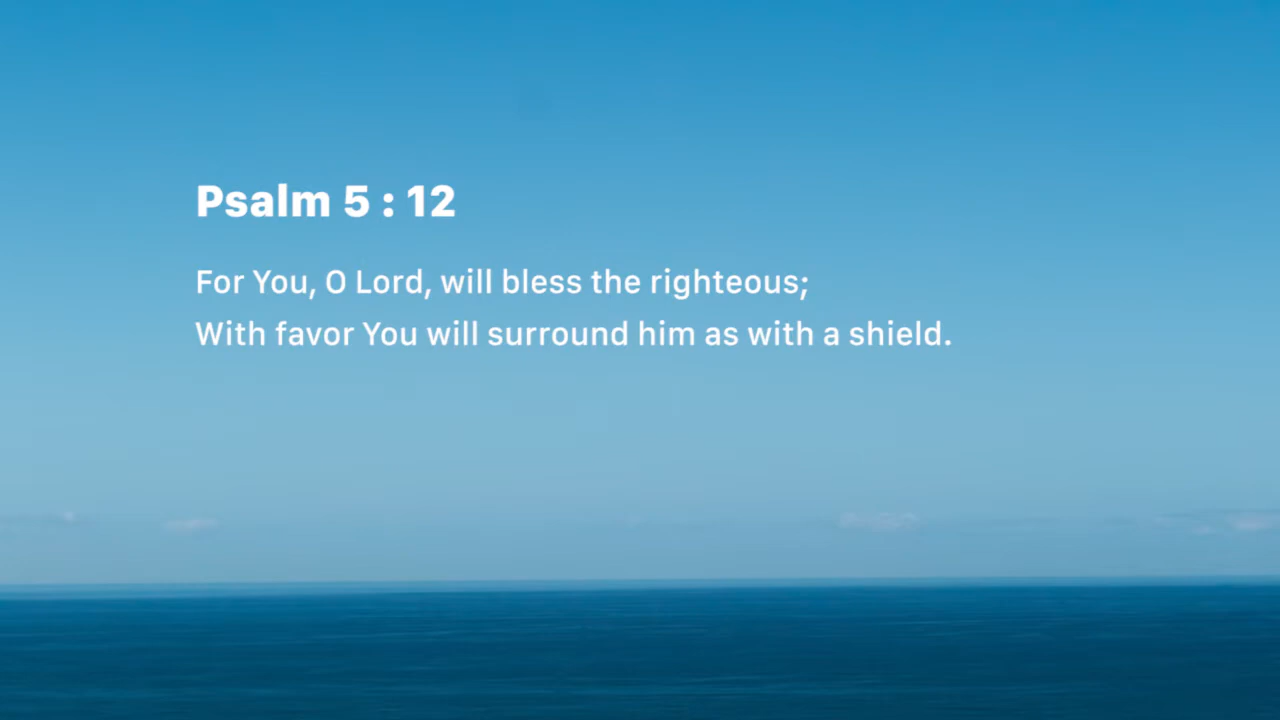 Psalm 5 : 12
For You, O Lord, will bless the righteous;
With favor You will surround him as with a shield.